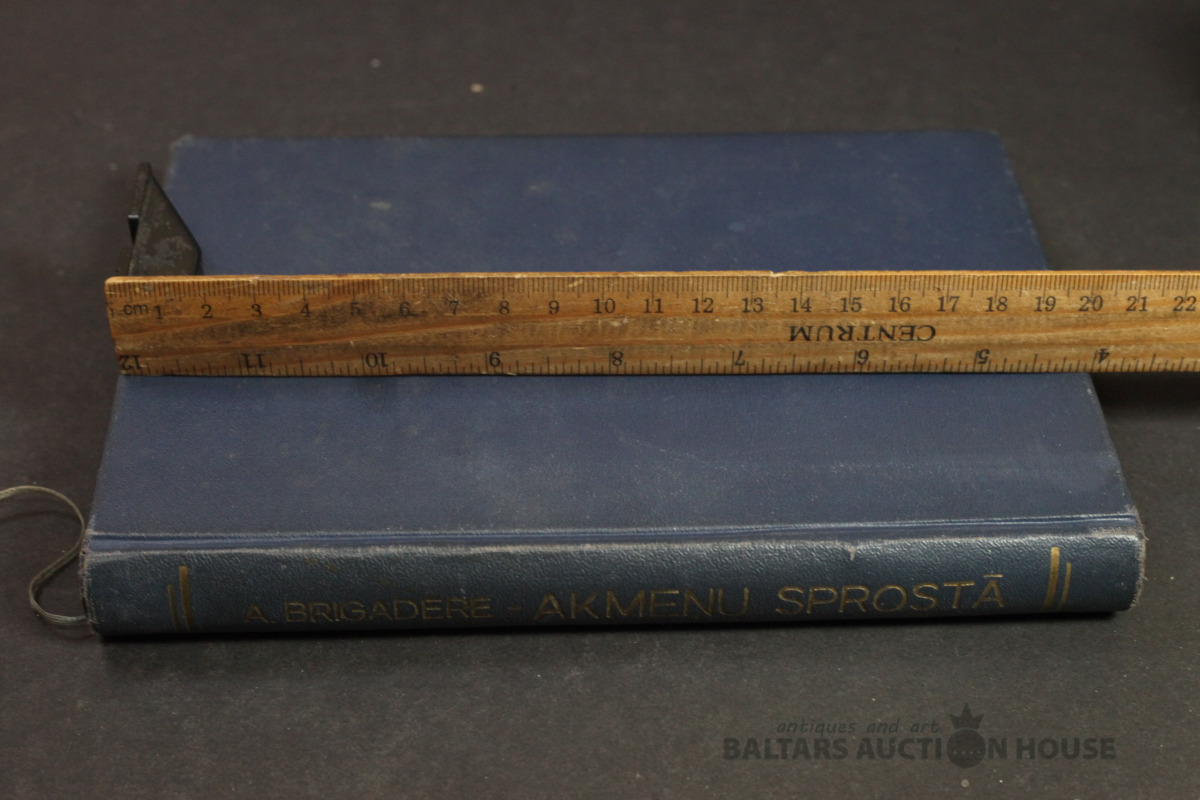 cm 1 2 3 4 5 6 7 8 9 10 11 12 13 14 15 16 17 18 19 20 21 22
CENTRUM
12 11 10 9 8 7 6 5 4
A. BRIGADERE - AKMEŅU SPROSTĀ
antiques and art
BALTARS AUCTION HOUSE